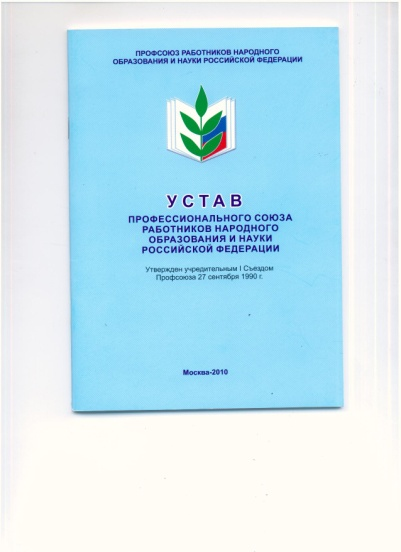 ПРОФСОЮЗ РАБОТНИКОВ НАРОДНОГО
ОБРАЗОВАНИЯ И НАУКИ РОССИЙСКОЙ ФЕДЕРАЦИИ
УСТАВ
ПРОФЕССИОНАЛЬНОГО СОЮЗА
РАБОТНИКОВ НАРОДНОГО
ОБРАЗОВАНИЯ И НАУКИ
РОССИЙСКОЙ ФЕДЕРАЦИИ
Утвержден учредительным I Съездом
Профсоюза 27 сентября 1990 г.
Москва-2010